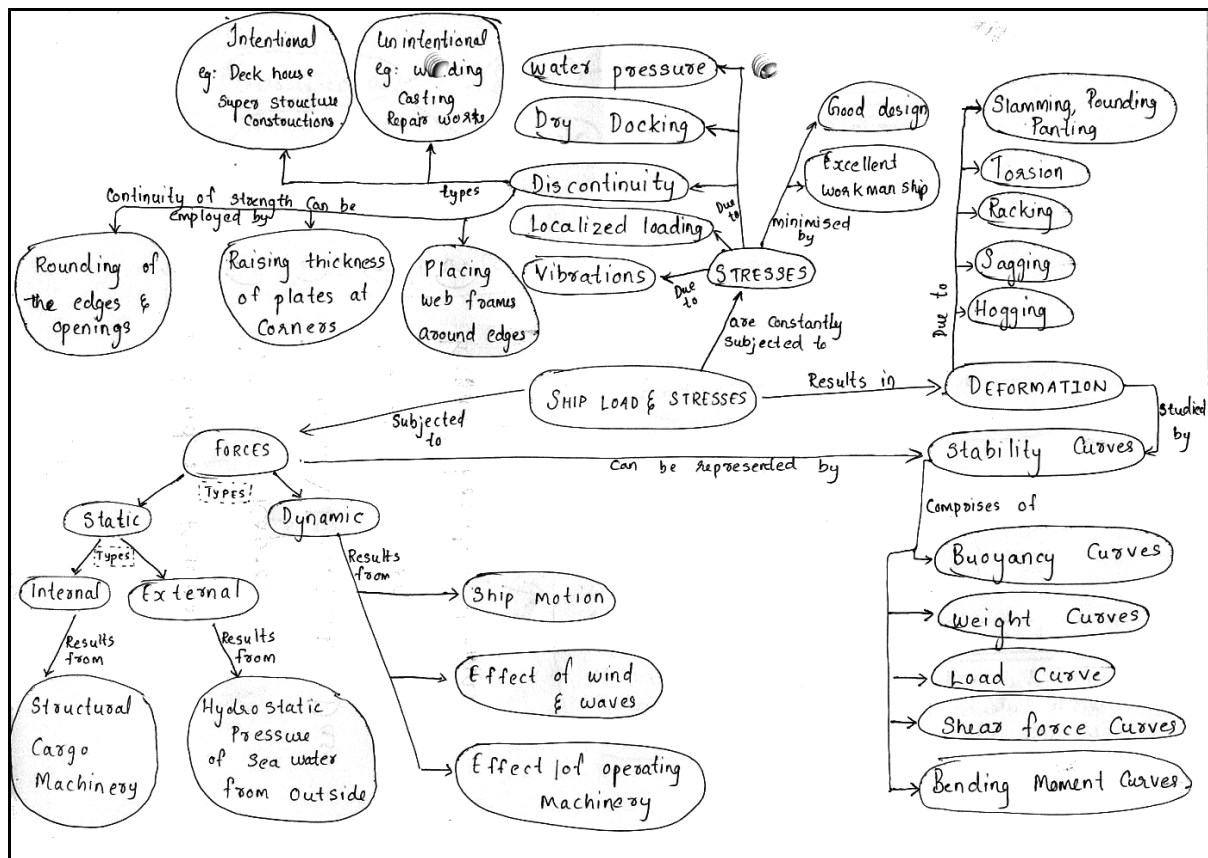 Intentional
eg: Deck house
Super structure
Constructions
Unintentional
eg:
Casting
Repair works
water pressure
Dry Docking
Discontinuity
types
Localized loading
Vibrations
Due to
Due to
STRESSES
minimised by
Good design
Excellent
workmanship
Continuity of strength can be
employed by
Rounding of
the edges &
openings
Raising thickness
of plates at
Corners
Placing
web frames
around edges
are constantly
subjected to
SHIP LOAD & STRESSES
Results in
DEFORMATION
Due to
Slamming, Pounding
Panting
Torsion
Racking
Sagging
Hogging
studied
by
Stability Curves
Comprises of
Buoyancy Curves
Weight Curves
Load Curve
Shear force Curves
Bending Moment Curves
Subjected
to
FORCES
TYPES
Can be represented by
Static
Dynamic
Types
Internal
External
Results
from
Results
from
Structural
Cargo
Machinery
Hydrostatic
Pressure
of Sea water
from outside
Results
from
Ship motion
Effect of wind
& waves
Effect of operating
Machinery